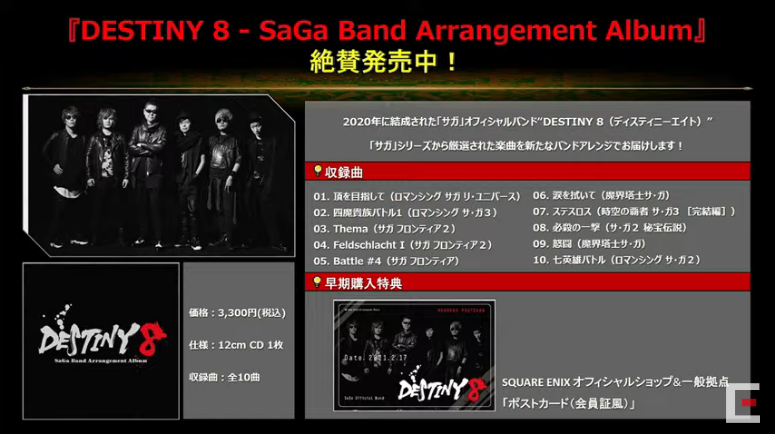 『DESTINY 8 - SaGa Band Arrangement Album』
絶賛発売中！
2020年に結成された「サガ」オフィシャルバンド"DESTINY 8（ディスティニーエイト）"
「サガ」シリーズから厳選された楽曲を新たなバンドアレンジでお届けします！
収録曲
01. 頂を目指して（ロマンシング サガ リ・ユニバース）
02. 四魔貴族バトル1（ロマンシング サ・ガ３）
03. Thema（サガ フロンティア２）
04. Feldschlacht I（サガ フロンティア２）
05. Battle #4（サガ フロンティア）
06. 涙を拭いて（魔界塔士サ・ガ）
07. ステスロス（時空の覇者 サ・ガ3 ［完結編］）
08. 必殺の一撃（サ・ガ２ 秘宝伝説）
09. 怒闘（魔界塔士サ・ガ）
10. 七英雄バトル（ロマンシング サ・ガ２）
DESTINY 8
SaGa Band Arrangement Album
価格：3,300円(税込)
仕様：12cm CD 1枚
収録曲：全10曲
早期購入特典
MEMBERS POSTCARD
Date. 2021.2.17
DESTINY 8
SaGa Official Band
SQUARE ENIX オフィシャルショップ&一般拠点
「ポストカード（会員証風）」